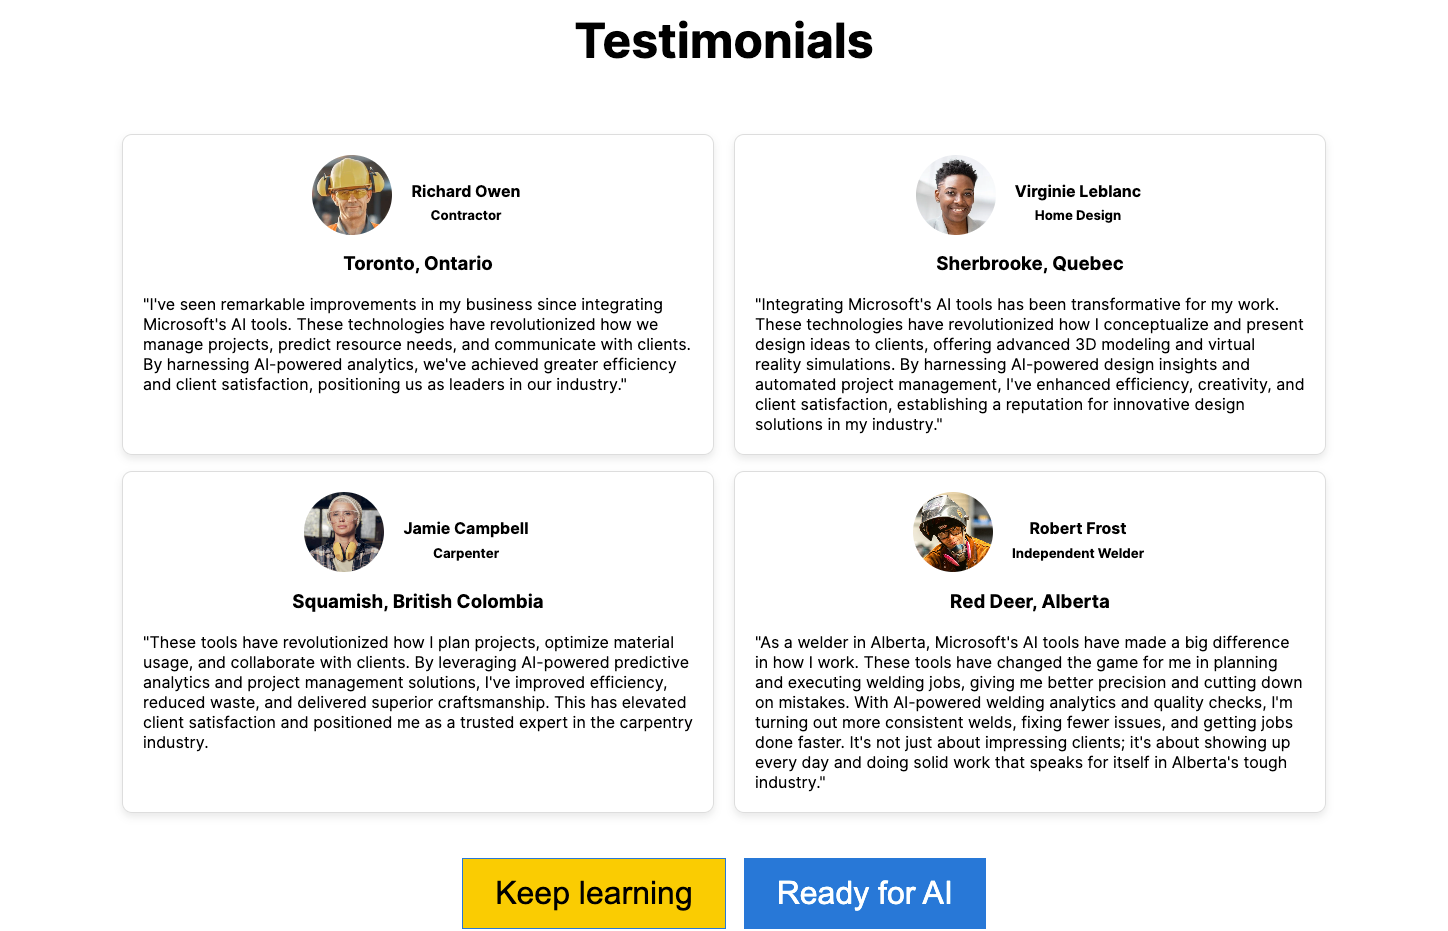 Testimonials
Richard Owen
Contractor
Toronto, Ontario
"I've seen remarkable improvements in my business since integrating
Microsoft's AI tools. These technologies have revolutionized how we
manage projects, predict resource needs, and communicate with clients.
By harnessing AI-powered analytics, we've achieved greater efficiency
and client satisfaction, positioning us as leaders in our industry."
Virginie Leblanc
Home Design
Sherbrooke, Quebec
"Integrating Microsoft's AI tools has been transformative for my work.
These technologies have revolutionized how I conceptualize and present
design ideas to clients, offering advanced 3D modeling and virtual
reality simulations. By harnessing AI-powered design insights and
automated project management, I've enhanced efficiency, creativity, and
client satisfaction, establishing a reputation for innovative design
solutions in my industry."
Jamie Campbell
Carpenter
Squamish, British Colombia
"These tools have revolutionized how I plan projects, optimize material
usage, and collaborate with clients. By leveraging AI-powered predictive
analytics and project management solutions, I've improved efficiency,
reduced waste, and delivered superior craftsmanship. This has elevated
client satisfaction and positioned me as a trusted expert in the carpentry
industry.
Robert Frost
Independent Welder
Red Deer, Alberta
"As a welder in Alberta, Microsoft's AI tools have made a big difference
in how I work. These tools have changed the game for me in planning
and executing welding jobs, giving me better precision and cutting down
on mistakes. With AI-powered welding analytics and quality checks, I'm
turning out more consistent welds, fixing fewer issues, and getting jobs
done faster. It's not just about impressing clients; it's about showing up
every day and doing solid work that speaks for itself in Alberta's tough
industry."
Keep learning
Ready for AI